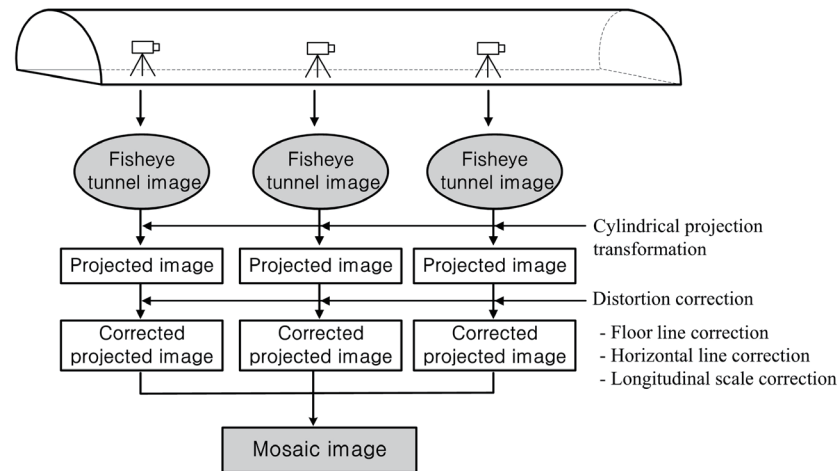 Fisheye
tunnel image
Fisheye
tunnel image
Fisheye
tunnel image
Cylindrical projection
transformation
Projected image
Projected image
Projected image
Distortion correction
Corrected
projected image
Corrected
projected image
Corrected
projected image
- Floor line correction
- Horizontal line correction
- Longitudinal scale correction
Mosaic image